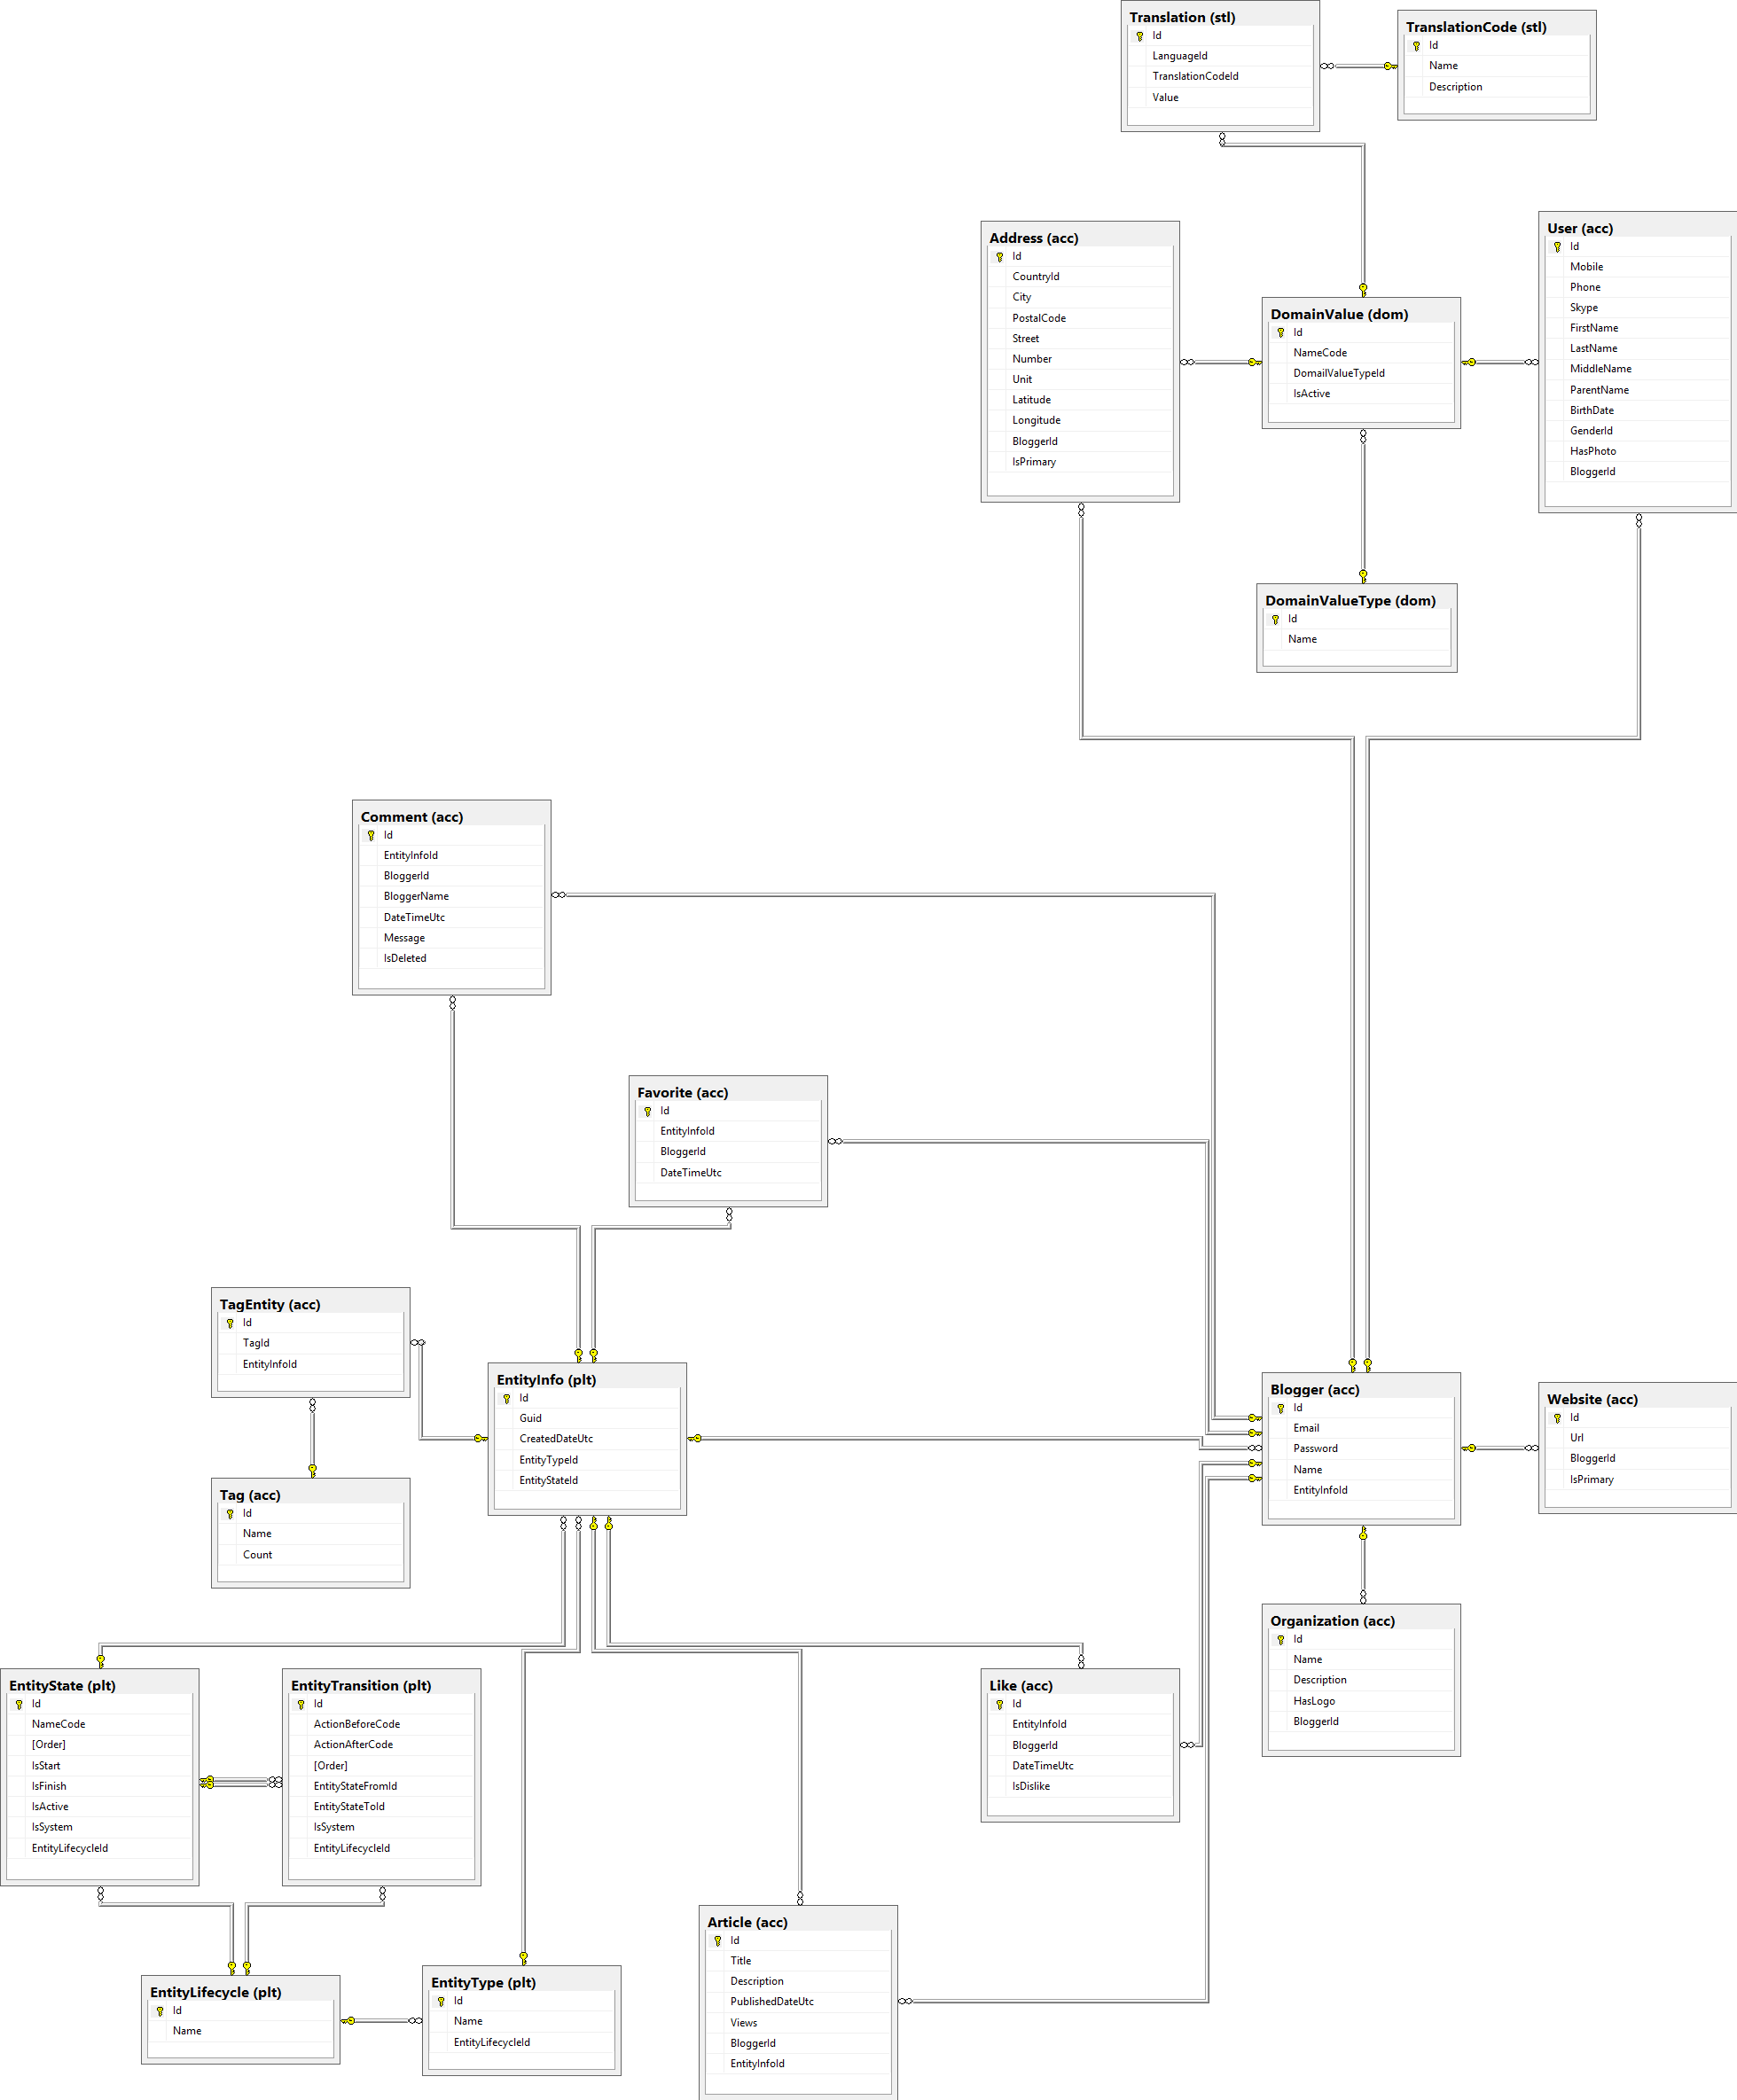 Translation (stl)
Id
LanguageId
TranslationCodeId
Value
TranslationCode (stl)
Id
Name
Description
Address (acc)
Id
CountryId
City
PostalCode
Street
Number
Unit
Latitude
Longitude
BloggerId
IsPrimary
DomainValue (dom)
Id
NameCode
DomailValueTypeId
IsActive
User (acc)
Id
Mobile
Phone
Skype
FirstName
LastName
MiddleName
ParentName
BirthDate
GenderId
HasPhoto
BloggerId
DomainValueType (dom)
Id
Name
Comment (acc)
Id
EntityInfoId
BloggerId
BloggerName
DateTimeUtc
Message
IsDeleted
Favorite (acc)
Id
EntityInfoId
BloggerId
DateTimeUtc
TagEntity (acc)
Id
TagId
EntityInfoId
EntityInfo (plt)
Id
Guid
CreatedDateUtc
EntityTypeId
EntityStateId
Blogger (acc)
Id
Email
Password
Name
EntityInfoId
Website (acc)
Id
Url
BloggerId
IsPrimary
Tag (acc)
Id
Name
Count
Organization (acc)
Id
Name
Description
HasLogo
BloggerId
EntityState (plt)
Id
NameCode
[Order]
IsStart
IsFinish
IsActive
IsSystem
EntityLifecycleId
EntityTransition (plt)
Id
ActionBeforeCode
ActionAfterCode
[Order]
EntityStateFromId
EntityStateToId
IsSystem
EntityLifecycleId
Like (acc)
Id
EntityInfoId
BloggerId
DateTimeUtc
IsDislike
Article (acc)
Id
Title
Description
PublishedDateUtc
Views
BloggerId
EntityInfoId
EntityLifecycle (plt)
Id
Name
EntityType (plt)
Id
Name
EntityLifecycleId